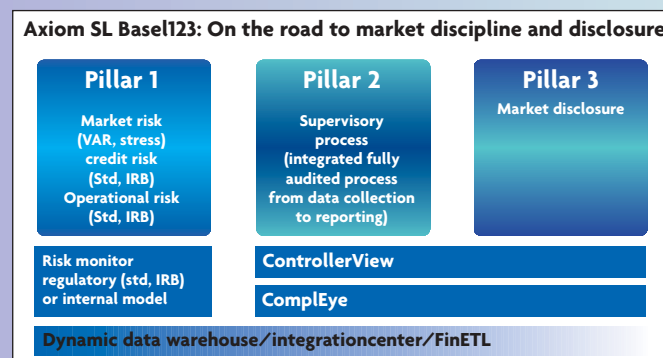 Axiom SL Basel123: On the road to market discipline and disclosure
Pillar 1
Market risk
(VAR, stress)
credit risk
(Std, IRB)
Operational risk
(Std, IRB)
Pillar 2
Supervisory
process
(integrated fully
audited process
from data collection
to reporting)
Pillar 3
Market disclosure
Risk monitor
regulatory (std, IRB)
or internal model
ControllerView
ComplEye
Dynamic data warehouse/integrationcenter/FinETL